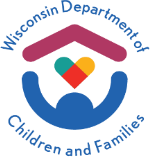 Wisconsin Department of
Children and Families